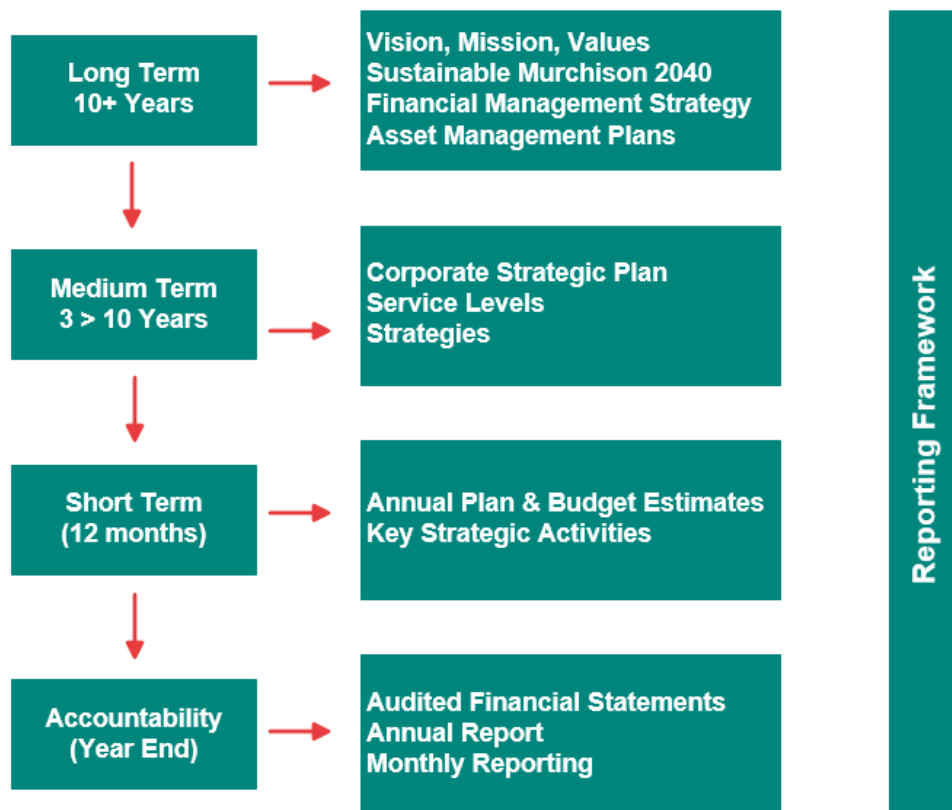 Long Term
10+ Years
Vision, Mission, Values
Sustainable Murchison 2040
Financial Management Strategy
Asset Management Plans
Medium Term
3 > 10 Years
Corporate Strategic Plan
Service Levels
Strategies
Short Term
(12 months)
Annual Plan & Budget Estimates
Key Strategic Activities
Accountability
(Year End)
Audited Financial Statements
Annual Report
Monthly Reporting
Reporting Framework